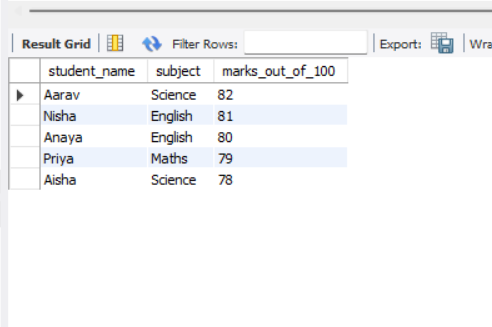 Result Grid Filter Rows: Export: Wra
student_name subject marks_out_of_100
Aarav Science 82
Nisha English 81
Anaya English 80
Priya Maths 79
Aisha Science 78